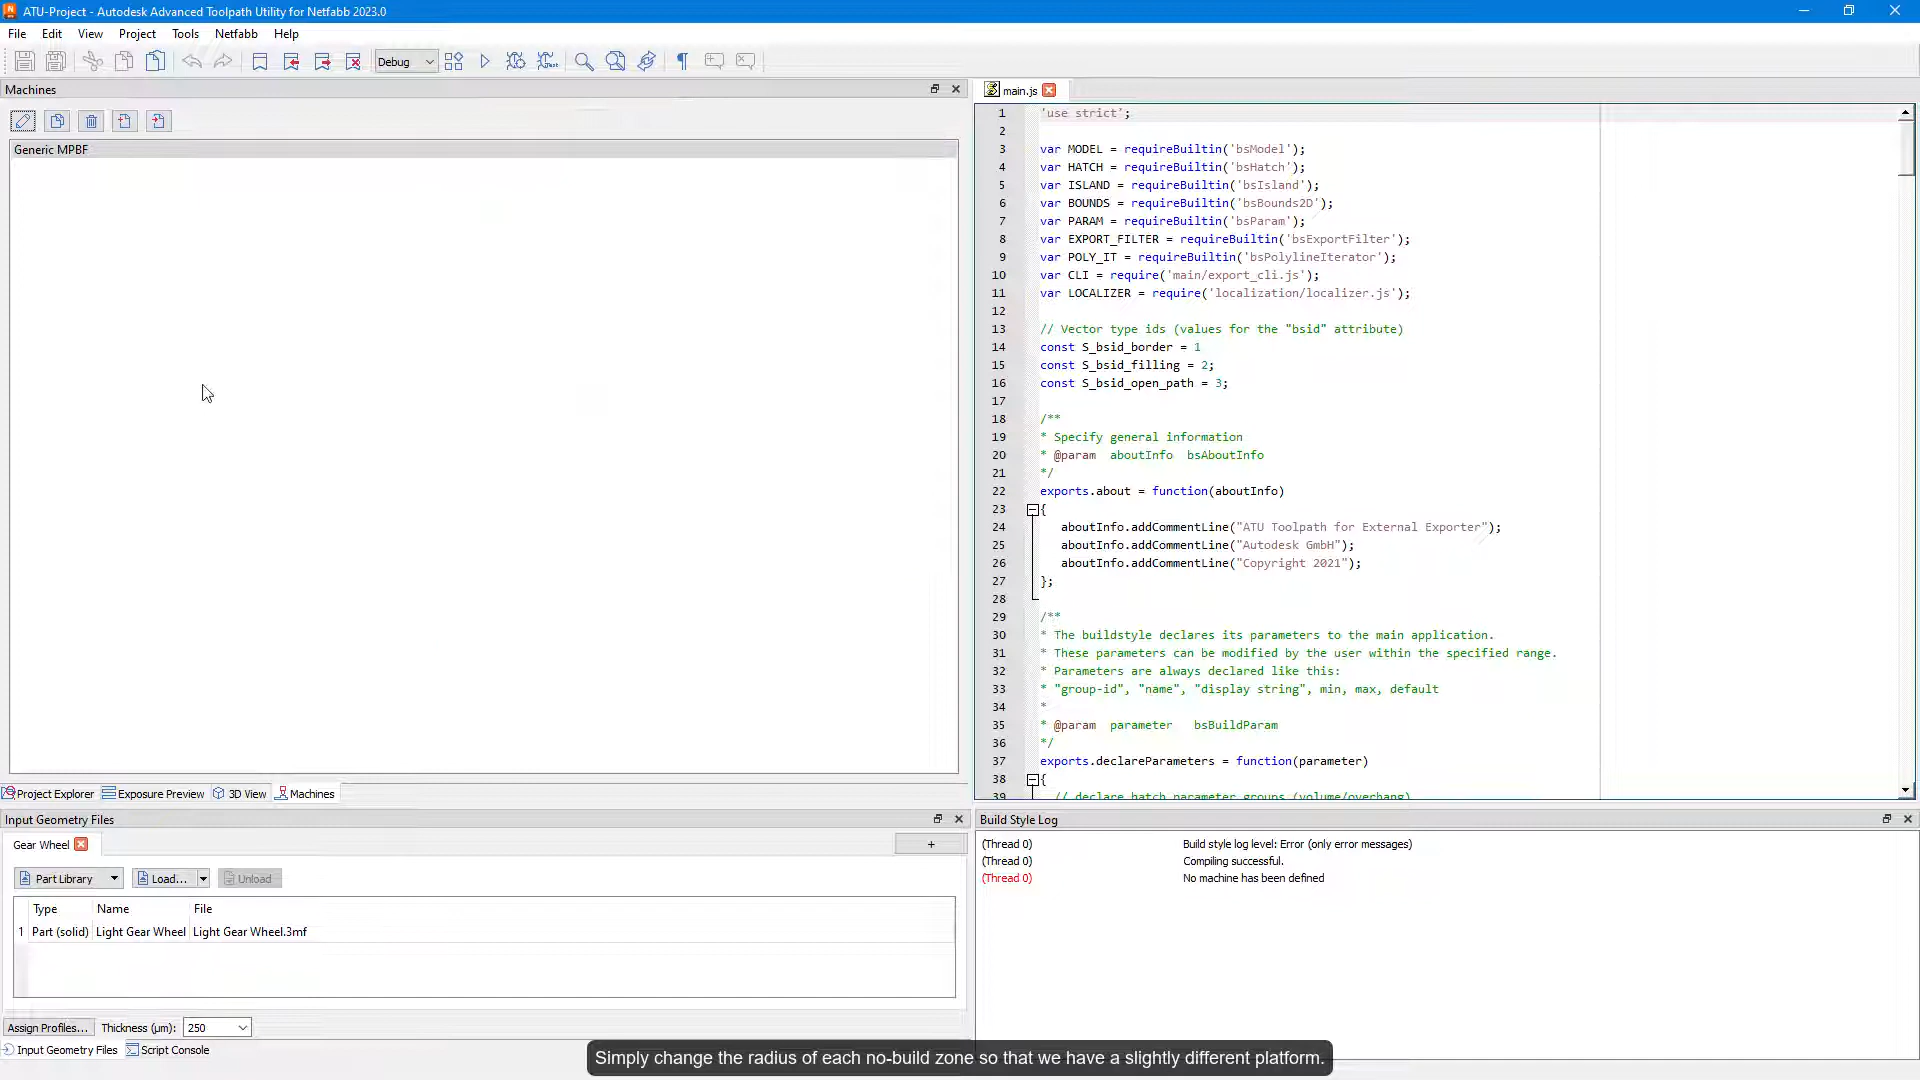 ATU-Project - Autodesk Advanced Toolpath Utility for Netfabb 2023.0
File Edit View Project Tools Netfabb Help
Debug
Machines
Generic MPBF
Project Explorer Exposure Preview 3D View Machines
Input Geometry Files
Gear Wheel
+
Part Library Load... Unload
Type Name File
1 Part (solid) Light Gear Wheel Light Gear Wheel.3mf
Assign Profiles... Thickness (µm): 250
Input Geometry Files Script Console
main.js
1 'use strict';
2
3 var MODEL = requireBuiltin('bsModel');
4 var HATCH = requireBuiltin('bsHatch');
5 var ISLAND = requireBuiltin('bsIsland');
6 var BOUNDS = requireBuiltin('bsBounds2D');
7 var PARAM = requireBuiltin('bsParam');
8 var EXPORT_FILTER = requireBuiltin('bsExportFilter');
9 var POLY_IT = requireBuiltin('bsPolylineIterator');
10 var CLI = require('main/export_cli.js');
11 var LOCALIZER = require('localization/localizer.js');
12
13 // Vector type ids (values for the "bsid" attribute)
14 const S_bsid_border = 1
15 const S_bsid_filling = 2;
16 const S_bsid_open_path = 3;
17
18 /**
19 * Specify general information
20 * @param aboutInfo bsAboutInfo
21 */
22 exports.about = function(aboutInfo)
23 {
24 aboutInfo.addCommentLine("ATU Toolpath for External Exporter");
25 aboutInfo.addCommentLine("Autodesk GmbH");
26 aboutInfo.addCommentLine("Copyright 2021");
27 };
28
29 /**
30 * The buildstyle declares its parameters to the main application.
31 * These parameters can be modified by the user within the specified range.
32 * Parameters are always declared like this:
33 * "group-id", "name", "display string", min, max, default
34 *
35 * @param parameter bsBuildParam
36 */
37 exports.declareParameters = function(parameter)
38 {
39 // declare hatch parameter groups (volume/overhang)
Build Style Log
(Thread 0) Build style log level: Error (only error messages)
(Thread 0) Compiling successful.
(Thread 0) No machine has been defined
Simply change the radius of each no-build zone so that we have a slightly different platform.